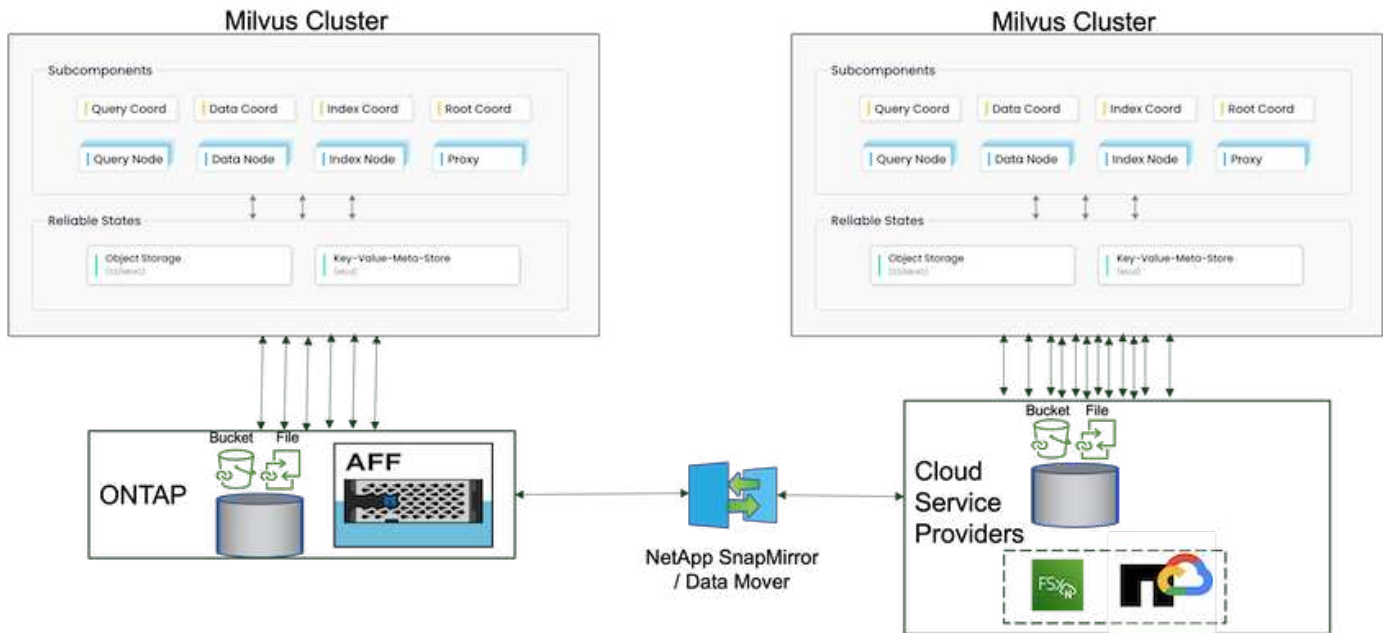 Milvus Cluster
Subcomponents
Query Coord
Data Coord
Index Coord
Root Coord
Query Node
Data Node
Index Node
Proxy
Reliable States
Object Storage
Key-Value-Meta-Store
Bucket
File
ONTAP
AFF
NetApp SnapMirror
/ Data Mover
Milvus Cluster
Subcomponents
Query Coord
Data Coord
Index Coord
Root Coord
Query Node
Data Node
Index Node
Proxy
Reliable States
Object Storage
Key-Value-Meta-Store
Bucket
File
Cloud
Service
Providers
FSx
N